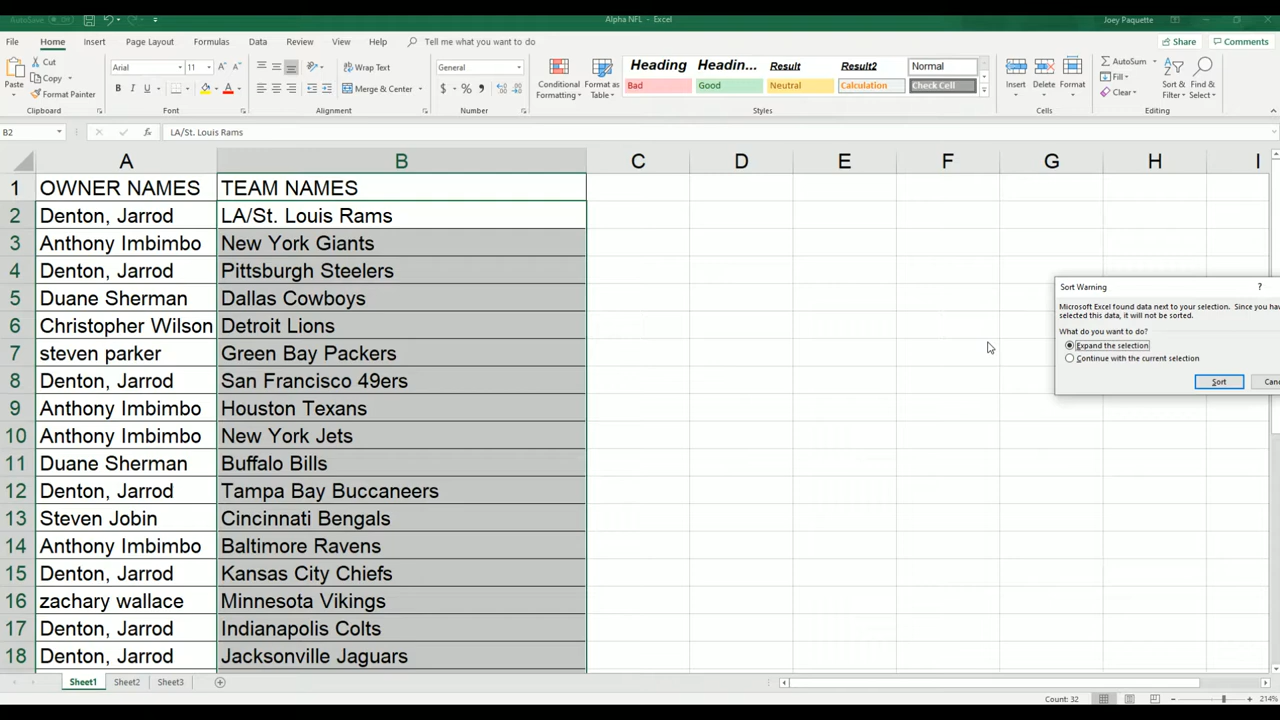 AutoSave
Alpha NFL - Excel
Joey Paquette
File Home Insert Page Layout Formulas Data Review View Help Tell me what you want to do
Share Comments
Paste
Cut
Copy
Format Painter
Clipboard
Arial 11
B I U
Font
Wrap Text
Merge & Center
Alignment
General
$ % ,
Number
Conditional Formatting
Format as Table
Heading Headin... Result Result2 Normal
Bad Good Neutral Calculation Check Cell
Styles
Insert Delete Format
Cells
AutoSum
Fill
Clear
Sort & Filter
Find & Select
Editing
B2 fx LA/St. Louis Rams
A B C D E F G H I
1 OWNER NAMES TEAM NAMES
2 Denton, Jarrod LA/St. Louis Rams
3 Anthony Imbimbo New York Giants
4 Denton, Jarrod Pittsburgh Steelers
5 Duane Sherman Dallas Cowboys
6 Christopher Wilson Detroit Lions
7 steven parker Green Bay Packers
8 Denton, Jarrod San Francisco 49ers
9 Anthony Imbimbo Houston Texans
10 Anthony Imbimbo New York Jets
11 Duane Sherman Buffalo Bills
12 Denton, Jarrod Tampa Bay Buccaneers
13 Steven Jobin Cincinnati Bengals
14 Anthony Imbimbo Baltimore Ravens
15 Denton, Jarrod Kansas City Chiefs
16 zachary wallace Minnesota Vikings
17 Denton, Jarrod Indianapolis Colts
18 Denton, Jarrod Jacksonville Jaguars
Sort Warning ?
Microsoft Excel found data next to your selection. Since you hav
selected this data, it will not be sorted.
What do you want to do?
Expand the selection
Continue with the current selection
Sort Canc
Sheet1 Sheet2 Sheet3
Count: 32
214%